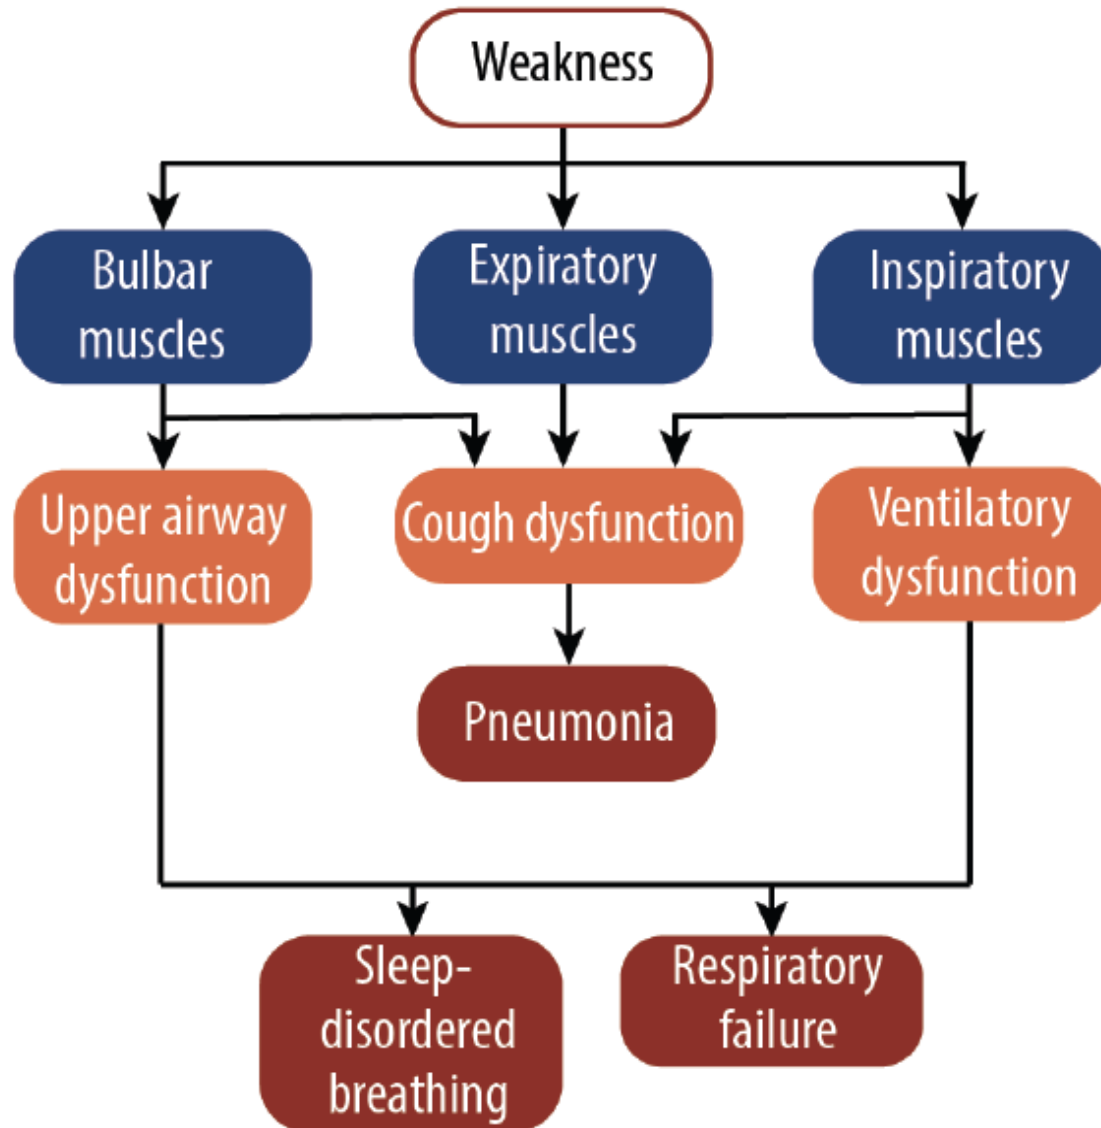 Weakness
Bulbar
muscles
Expiratory
muscles
Inspiratory
muscles
Upper airway
dysfunction
Cough dysfunction
Ventilatory
dysfunction
Pneumonia
Sleep-
disordered
breathing
Respiratory
failure